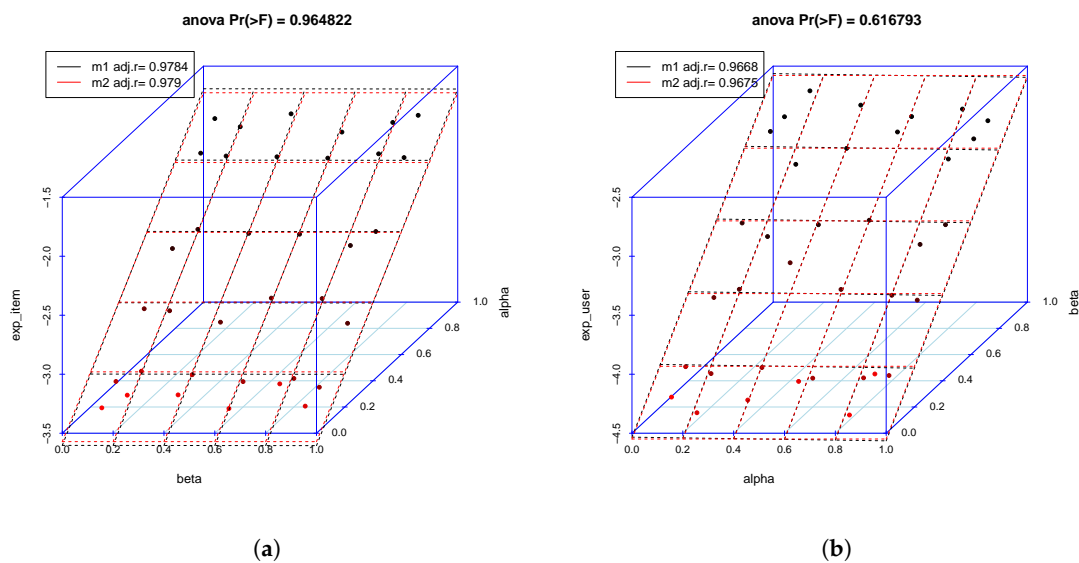 anova Pr(>F) = 0.964822
m1 adj.r= 0.9784
m2 adj.r= 0.979
exp_item
−1.5
−2.0
−2.5
−3.0
−3.5
0.0 0.2 0.4 0.6 0.8 1.0
beta
0.0
0.2
0.4
0.6
0.8
1.0
alpha
(a)
anova Pr(>F) = 0.616793
m1 adj.r= 0.9668
m2 adj.r= 0.9675
exp_user
−2.5
−3.0
−3.5
−4.0
−4.5
0.0 0.2 0.4 0.6 0.8 1.0
alpha
0.0
0.2
0.4
0.6
0.8
1.0
beta
(b)